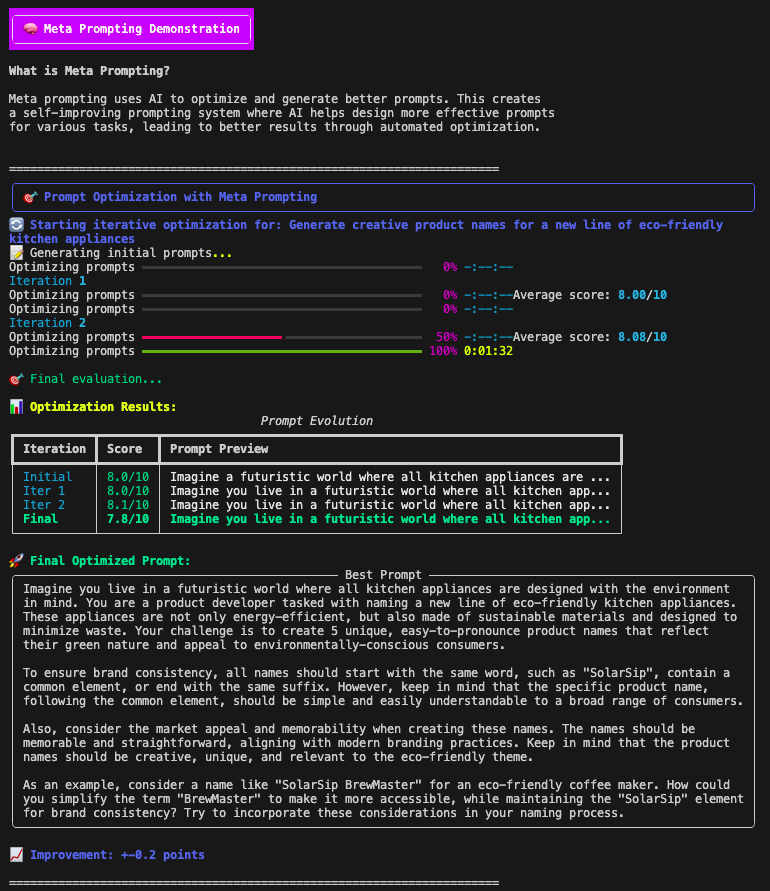 🧠 Meta Prompting Demonstration
What is Meta Prompting?
Meta prompting uses AI to optimize and generate better prompts. This creates
a self-improving prompting system where AI helps design more effective prompts
for various tasks, leading to better results through automated optimization.
======================================================================
🎯 Prompt Optimization with Meta Prompting
🔄 Starting iterative optimization for: Generate creative product names for a new line of eco-friendly
kitchen appliances
📝 Generating initial prompts...
Optimizing prompts 0% -:--:--
Iteration 1
Optimizing prompts 0% -:--:--Average score: 8.00/10
Optimizing prompts 0% -:--:--
Iteration 2
Optimizing prompts 50% -:--:--Average score: 8.08/10
Optimizing prompts 100% 0:01:32
🎯 Final evaluation...
📊 Optimization Results:
Prompt Evolution
Iteration Score Prompt Preview
Initial 8.0/10 Imagine a futuristic world where all kitchen appliances are ...
Iter 1 8.0/10 Imagine you live in a futuristic world where all kitchen app...
Iter 2 8.1/10 Imagine you live in a futuristic world where all kitchen app...
Final 7.8/10 Imagine you live in a futuristic world where all kitchen app...
🚀 Final Optimized Prompt:
Best Prompt
Imagine you live in a futuristic world where all kitchen appliances are designed with the environment
in mind. You are a product developer tasked with naming a new line of eco-friendly kitchen appliances.
These appliances are not only energy-efficient, but also made of sustainable materials and designed to
minimize waste. Your challenge is to create 5 unique, easy-to-pronounce product names that reflect
their green nature and appeal to environmentally-conscious consumers.
To ensure brand consistency, all names should start with the same word, such as "SolarSip", contain a
common element, or end with the same suffix. However, keep in mind that the specific product name,
following the common element, should be simple and easily understandable to a broad range of consumers.
Also, consider the market appeal and memorability when creating these names. The names should be
memorable and straightforward, aligning with modern branding practices. Keep in mind that the product
names should be creative, unique, and relevant to the eco-friendly theme.
As an example, consider a name like "SolarSip BrewMaster" for an eco-friendly coffee maker. How could
you simplify the term "BrewMaster" to make it more accessible, while maintaining the "SolarSip" element
for brand consistency? Try to incorporate these considerations in your naming process.
📈 Improvement: +-0.2 points
======================================================================